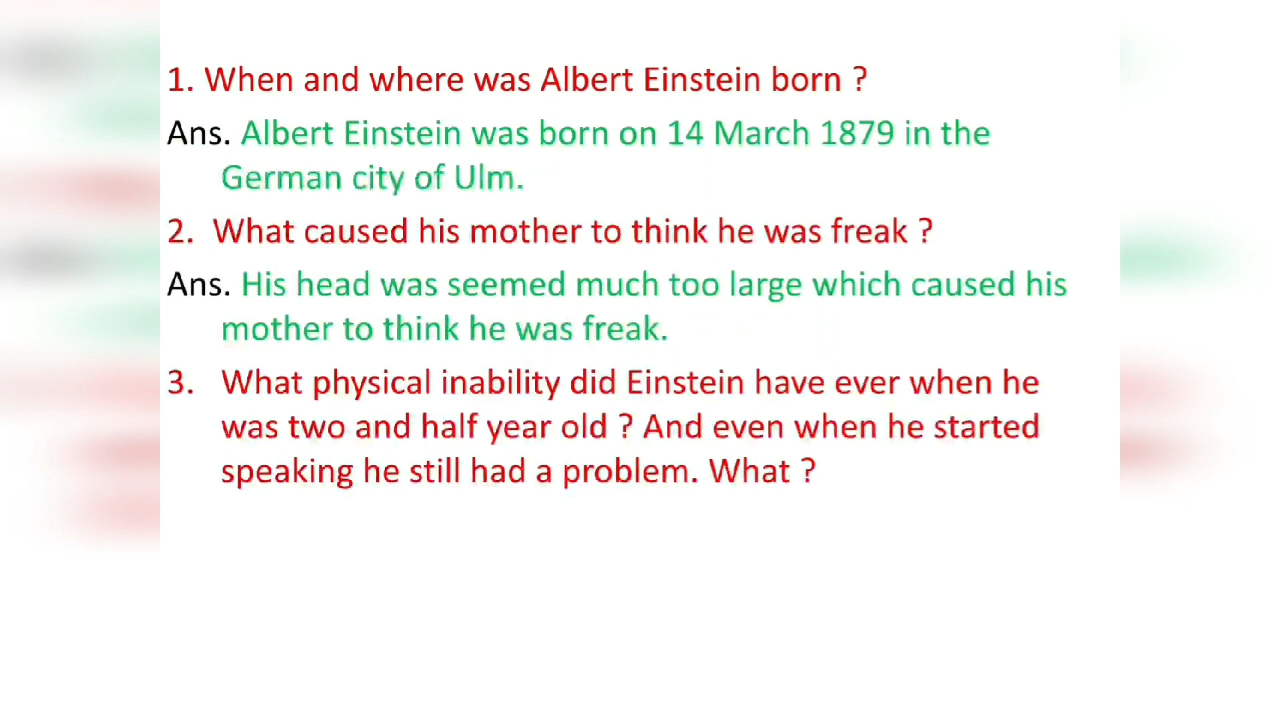 1. When and where was Albert Einstein born ?
Ans. Albert Einstein was born on 14 March 1879 in the
German city of Ulm.
2. What caused his mother to think he was freak ?
Ans. His head was seemed much too large which caused his
mother to think he was freak.
3. What physical inability did Einstein have ever when he
was two and half year old ? And even when he started
speaking he still had a problem. What ?